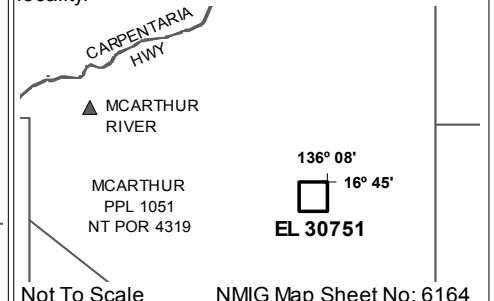 locality.
CARPENTARIA
HWY
MCARTHUR
RIVER
136º 08'
16º 45'
MCARTHUR
PPL 1051
NT POR 4319
EL 30751
Not To Scale NMIG Map Sheet No: 6164